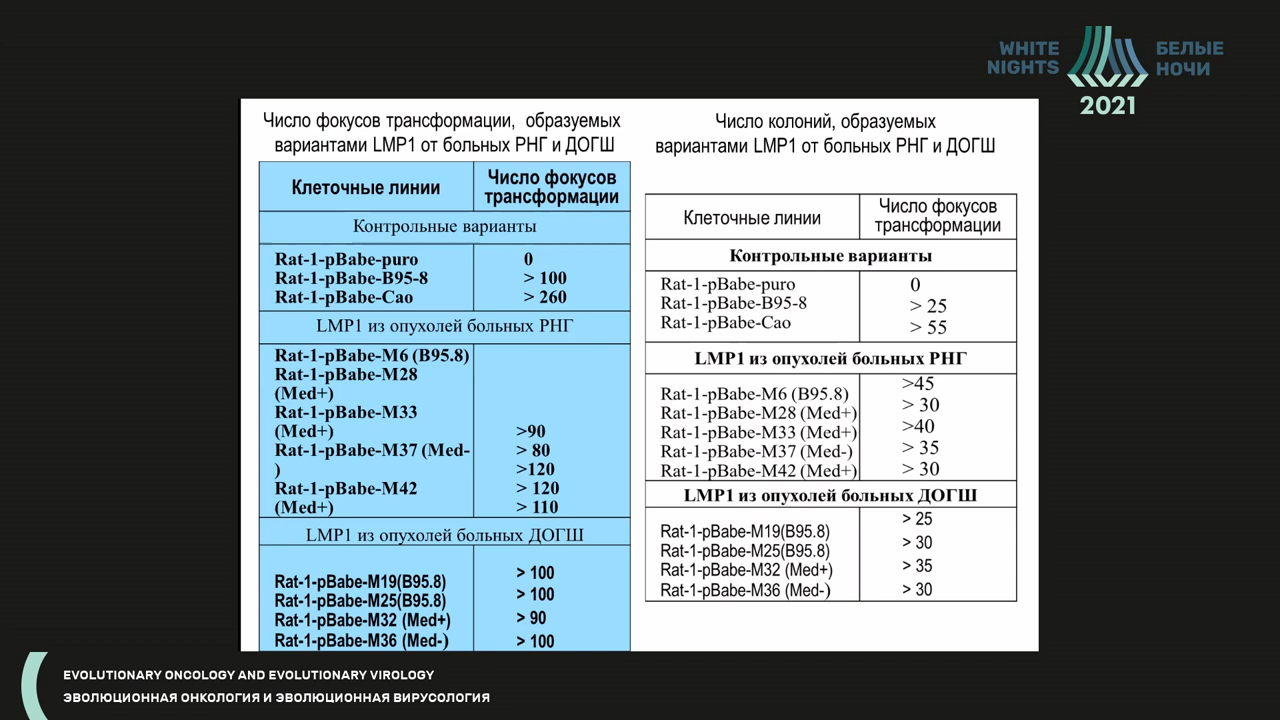 WHITE
NIGHTS
БЕЛЫЕ
НОЧИ
2021
Число фокусов трансформации, образуемых
вариантами LMP1 от больных РНГ и ДОГШ
Клеточные линии
Число фокусов
трансформации
Контрольные варианты
Rat-1-pBabe-puro 0
Rat-1-pBabe-B95-8 > 100
Rat-1-pBabe-Cao > 260
LMP1 из опухолей больных РНГ
Rat-1-pBabe-M6 (B95.8)
Rat-1-pBabe-M28
(Med+)
Rat-1-pBabe-M33
(Med+) >90
Rat-1-pBabe-M37 (Med- > 80
) >120
Rat-1-pBabe-M42 > 120
(Med+) > 110
LMP1 из опухолей больных ДОГШ
Rat-1-pBabe-M19(B95.8) > 100
Rat-1-pBabe-M25(B95.8) > 100
Rat-1-pBabe-M32 (Med+) > 90
Rat-1-pBabe-M36 (Med-) > 100
Число колоний, образуемых
вариантами LMP1 от больных РНГ и ДОГШ
Клеточные линии
Число фокусов
трансформации
Контрольные варианты
Rat-1-pBabe-puro 0
Rat-1-pBabe-B95-8 > 25
Rat-1-pBabe-Cao > 55
LMP1 из опухолей больных РНГ
Rat-1-pBabe-M6 (B95.8) >45
Rat-1-pBabe-M28 (Med+) > 30
Rat-1-pBabe-M33 (Med+) >40
Rat-1-pBabe-M37 (Med-) > 35
Rat-1-pBabe-M42 (Med+) > 30
LMP1 из опухолей больных ДОГШ
Rat-1-pBabe-M19(B95.8) > 25
Rat-1-pBabe-M25(B95.8) > 30
Rat-1-pBabe-M32 (Med+) > 35
Rat-1-pBabe-M36 (Med-) > 30
EVOLUTIONARY ONCOLOGY AND EVOLUTIONARY VIROLOGY
ЭВОЛЮЦИОННАЯ ОНКОЛОГИЯ И ЭВОЛЮЦИОННАЯ ВИРУСОЛОГИЯ